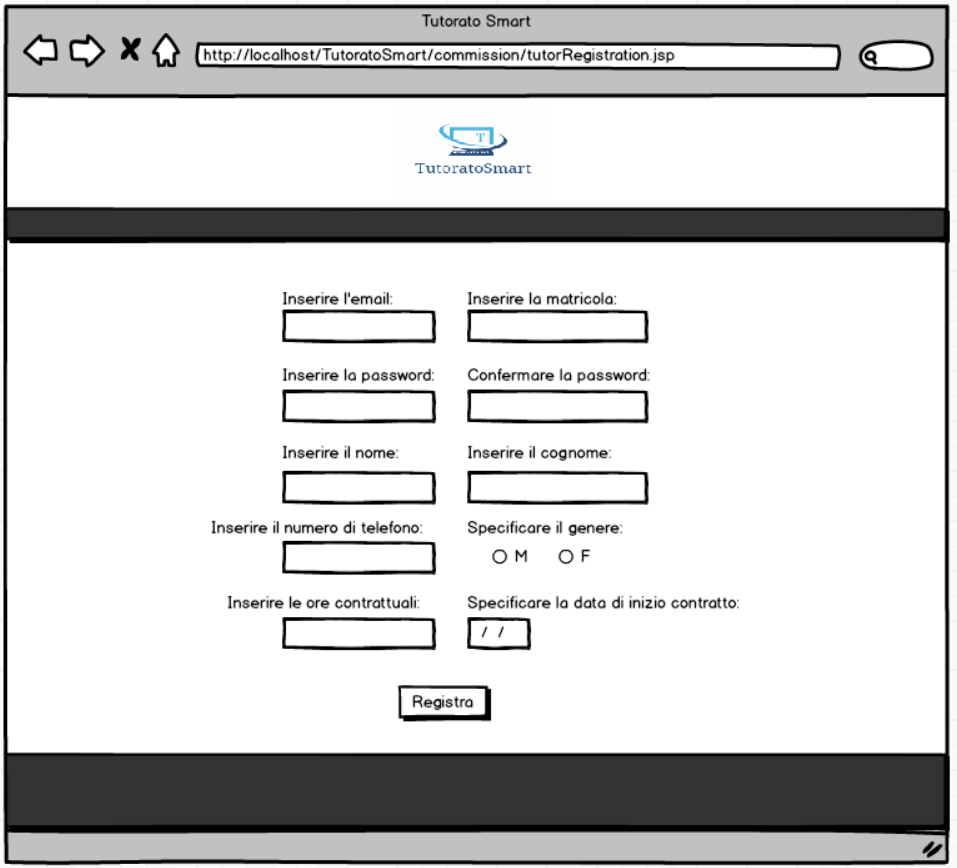 Tutorato Smart
http://localhost/TutoratoSmart/commission/tutorRegistration.jsp
T
TutoratoSmart
Inserire l'email: Inserire la matricola:
Inserire la password: Confermare la password:
Inserire il nome: Inserire il cognome:
Inserire il numero di telefono: Specificare il genere:
M F
Inserire le ore contrattuali: Specificare la data di inizio contratto:
/ /
Registra